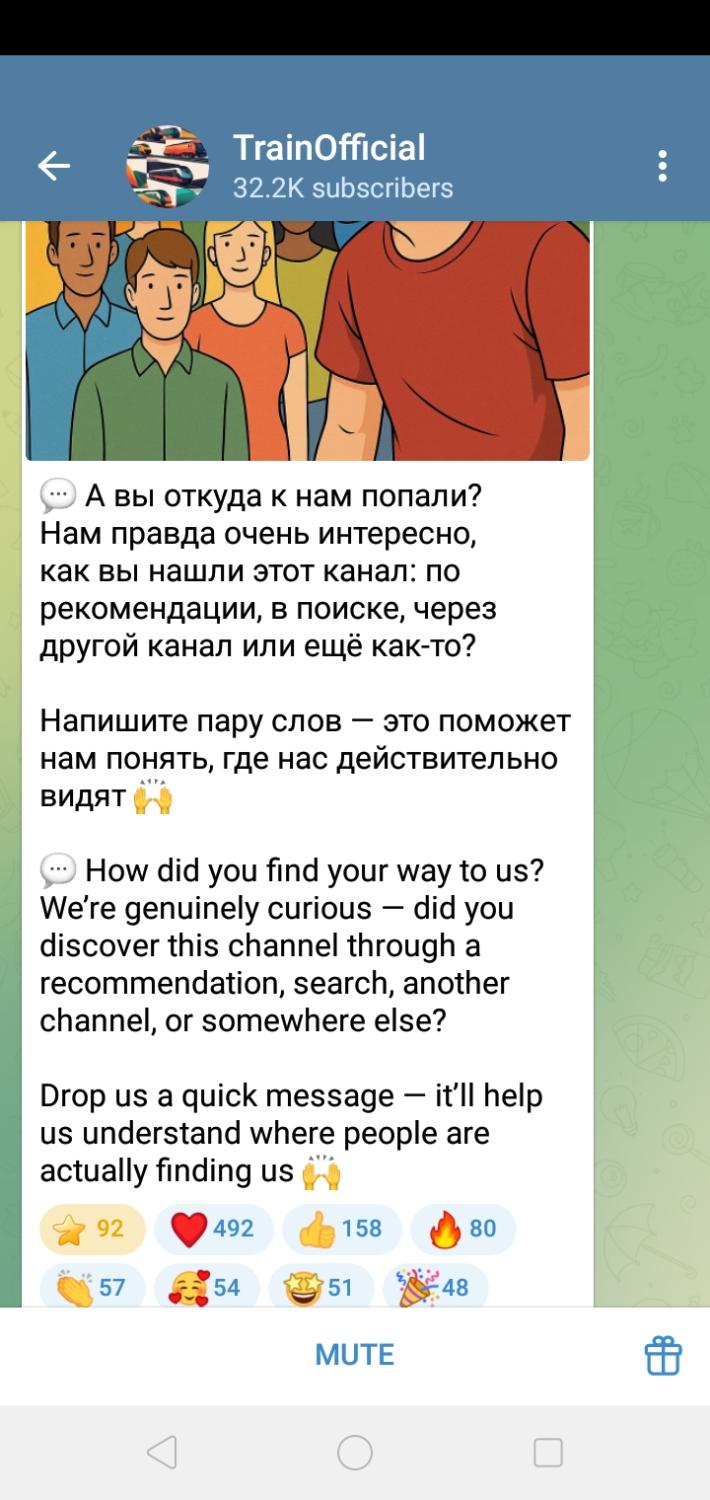 TrainOfficial
32.2K subscribers
💬 А вы откуда к нам попали?
Нам правда очень интересно,
как вы нашли этот канал: по
рекомендации, в поиске, через
другой канал или ещё как-то?
Напишите пару слов — это поможет
нам понять, где нас действительно
видят 🙌
💬 How did you find your way to us?
We’re genuinely curious — did you
discover this channel through a
recommendation, search, another
channel, or somewhere else?
Drop us a quick message — it’ll help
us understand where people are
actually finding us 🙌
⭐ 92 ❤️ 492 👍 158 🔥 80
👏 57 🥰 54 🤩 51 🎉 48
MUTE